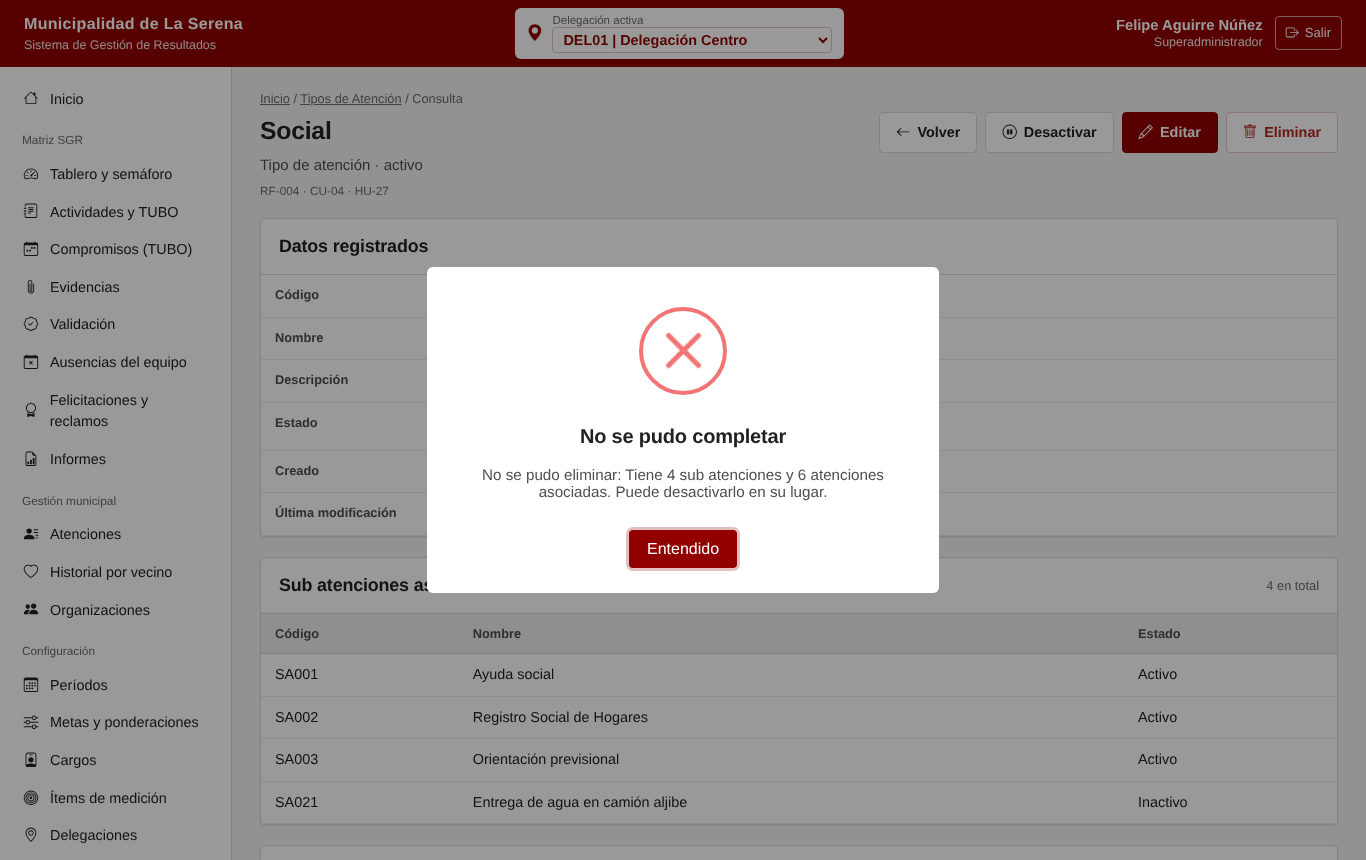 Municipalidad de La Serena
Sistema de Gestión de Resultados
Delegación activa
DEL01 | Delegación Centro
Felipe Aguirre Núñez
Superadministrador
Salir
Inicio
Matriz SGR
Tablero y semáforo
Actividades y TUBO
Compromisos (TUBO)
Evidencias
Validación
Ausencias del equipo
Felicitaciones y
reclamos
Informes
Gestión municipal
Atenciones
Historial por vecino
Organizaciones
Configuración
Períodos
Metas y ponderaciones
Cargos
Ítems de medición
Delegaciones
Inicio / Tipos de Atención / Consulta
Social
Tipo de atención · activo
RF-004 · CU-04 · HU-27
Volver
Desactivar
Editar
Eliminar
Datos registrados
Código
Nombre
Descripción
Estado
Creado
Última modificación
No se pudo completar
No se pudo eliminar: Tiene 4 sub atenciones y 6 atenciones
asociadas. Puede desactivarlo en su lugar.
Entendido
Sub atenciones as
4 en total
Código Nombre Estado
SA001 Ayuda social Activo
SA002 Registro Social de Hogares Activo
SA003 Orientación previsional Activo
SA021 Entrega de agua en camión aljibe Inactivo